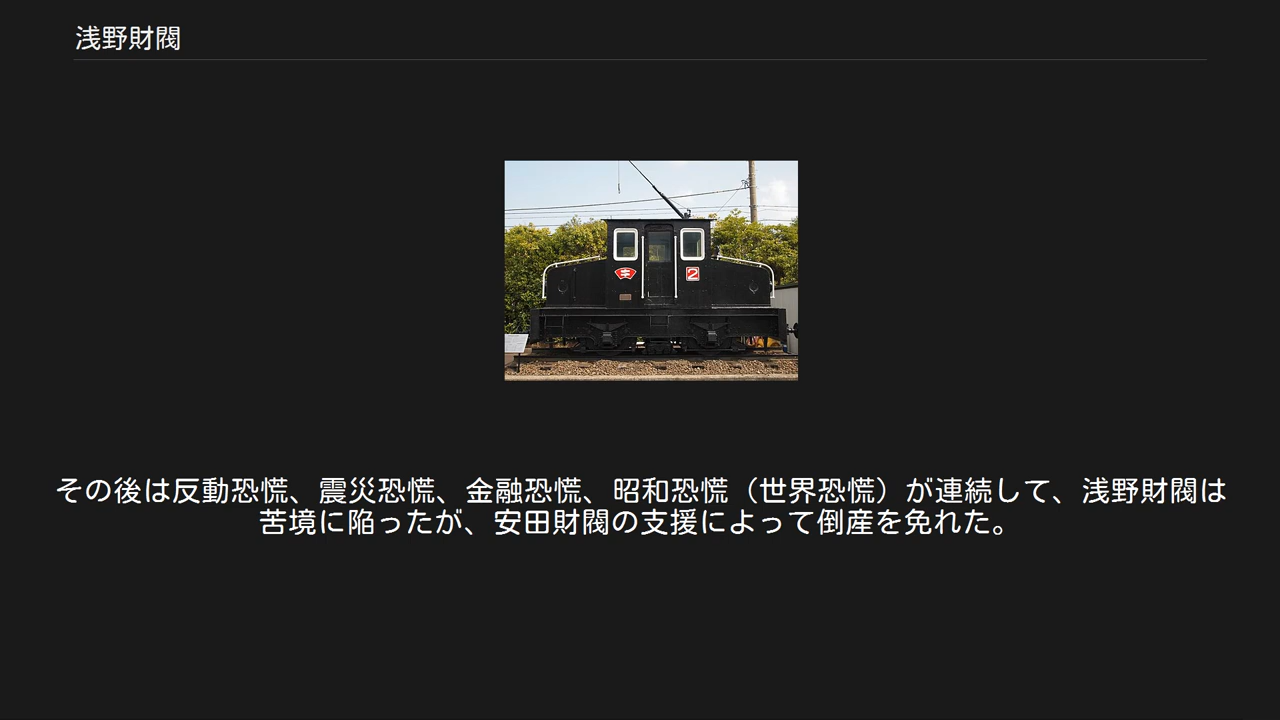 浅野財閥
2
その後は反動恐慌、震災恐慌、金融恐慌、昭和恐慌（世界恐慌）が連続して、浅野財閥は
苦境に陥ったが、安田財閥の支援によって倒産を免れた。